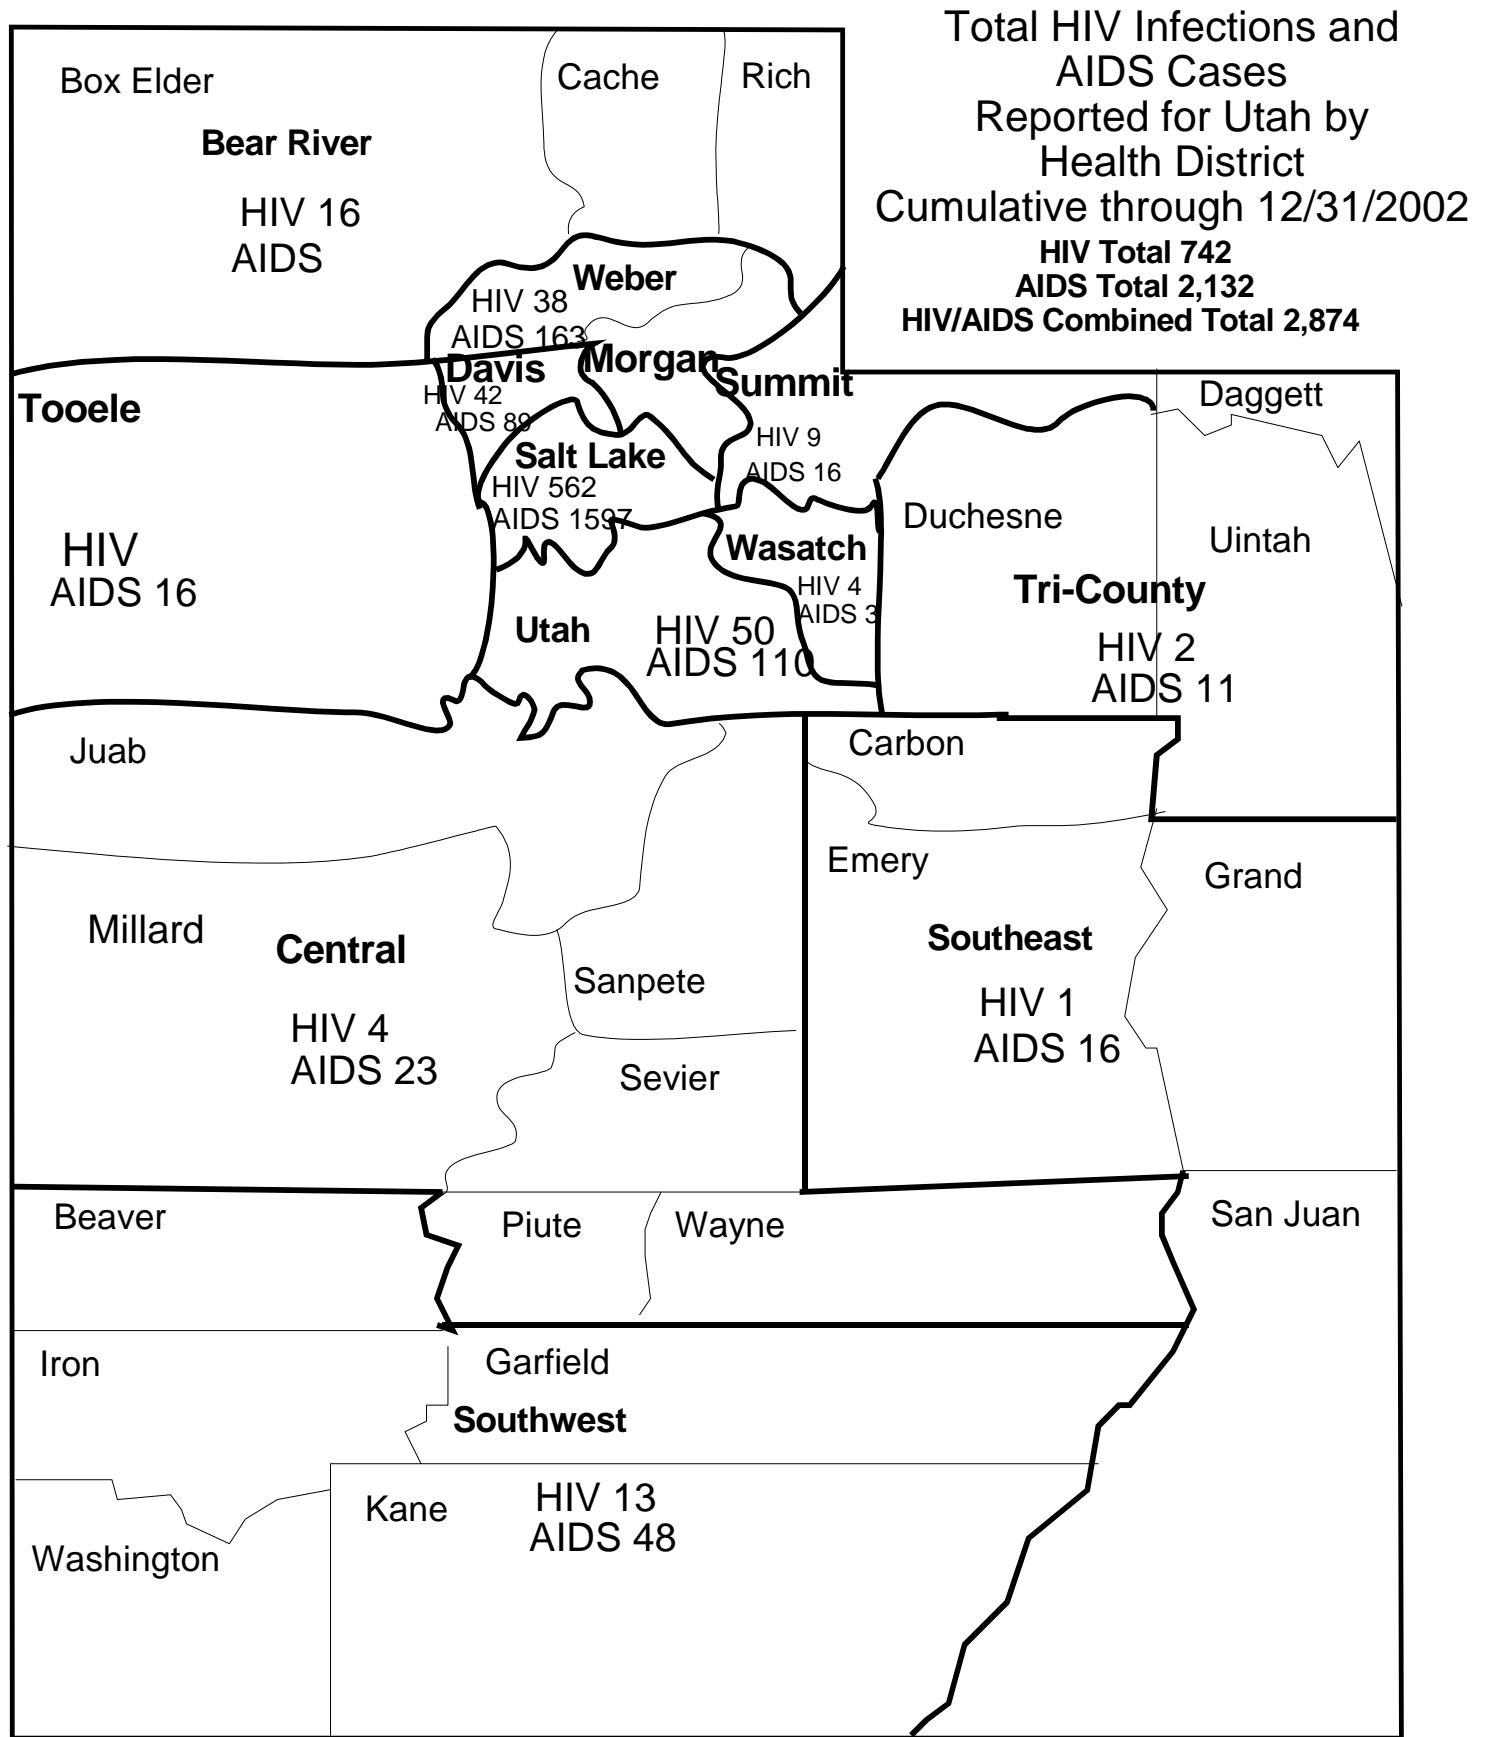 Total HIV Infections and
AIDS Cases
Reported for Utah by
Health District
Cumulative through 12/31/2002
HIV Total 742
AIDS Total 2,132
HIV/AIDS Combined Total 2,874
Box Elder
Cache
Rich
Bear River
HIV 16
AIDS
Weber
HIV 38
AIDS 163
Morgan
Davis
HIV 42
AIDS 89
Summit
HIV 9
AIDS 16
Tooele
HIV
AIDS 16
Salt Lake
HIV 562
AIDS 1597
Wasatch
HIV 4
AIDS 3
Utah
HIV 50
AIDS 110
Daggett
Duchesne
Uintah
Tri-County
HIV 2
AIDS 11
Juab
Millard
Central
HIV 4
AIDS 23
Sanpete
Sevier
Carbon
Emery
Grand
Southeast
HIV 1
AIDS 16
Beaver
Piute
Wayne
San Juan
Iron
Garfield
Southwest
HIV 13
AIDS 48
Kane
Washington